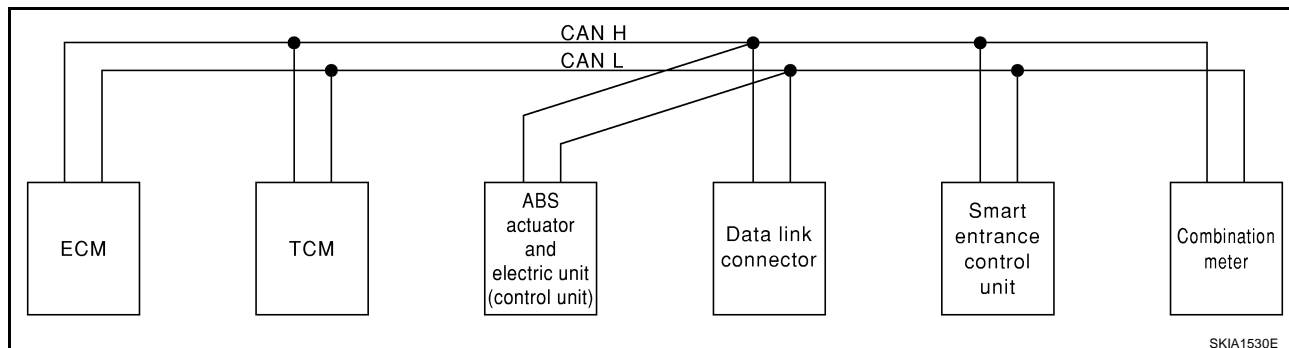 CAN H
CAN L
ECM
TCM
ABS
actuator
and
electric unit
(control unit)
Data link
connector
Smart
entrance
control
unit
Combination
meter
SKIA1530E